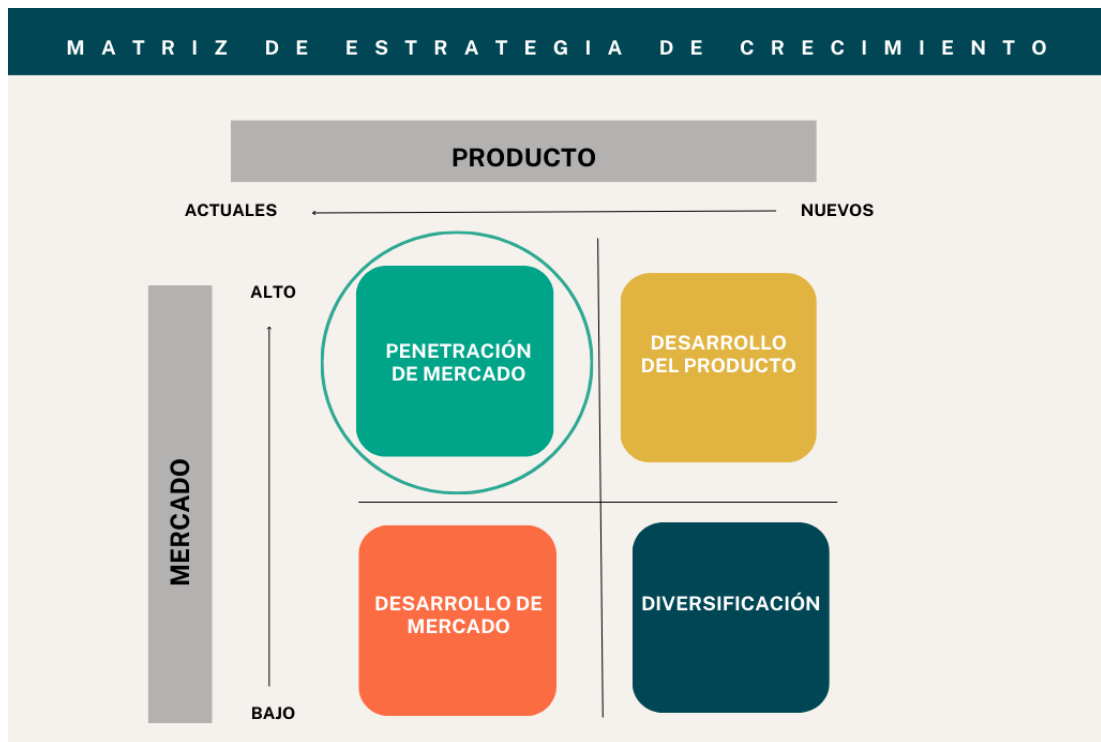 MATRIZ DE ESTRATEGIA DE CRECIMIENTO
PRODUCTO
ACTUALES
NUEVOS
ALTO
PENETRACIÓN
DE MERCADO
DESARROLLO
DEL PRODUCTO
MERCADO
DESARROLLO DE
MERCADO
DIVERSIFICACIÓN
BAJO